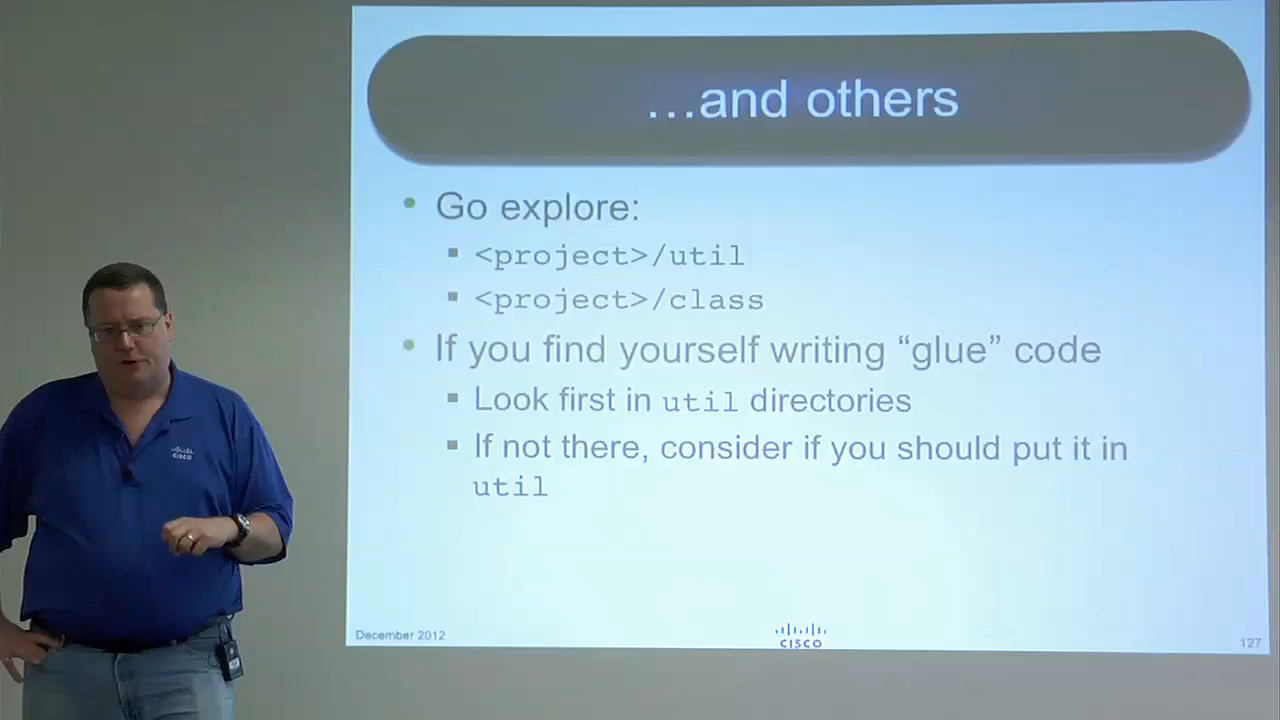 …and others
Go explore:
<project>/util
<project>/class
If you find yourself writing “glue” code
Look first in util directories
If not there, consider if you should put it in
util
December 2012
CISCO
127
CISCO